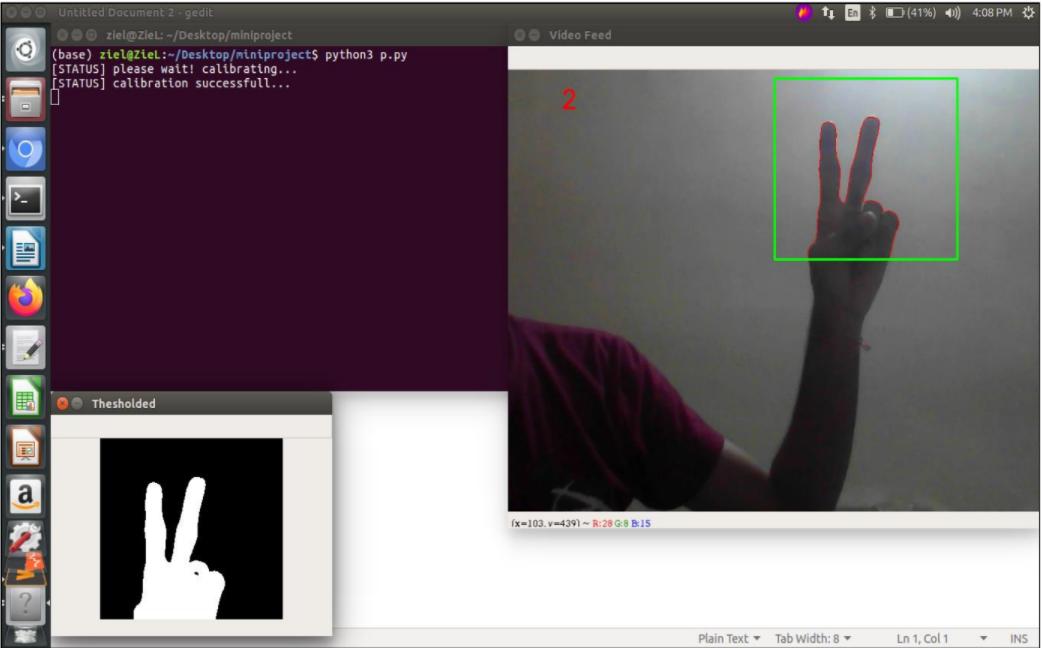 Untitled Document 2 - gedit
En
(41%)
4:08 PM
ziel@ZieL: ~/Desktop/miniproject
(base) ziel@ZieL:~/Desktop/miniproject$ python3 p.py
[STATUS] please wait! calibrating...
[STATUS] calibration successfull...
Video Feed
2
(x=103, y=439) ~ R:28 G:8 B:15
Thesholded
a
Plain Text
Tab Width: 8
Ln 1, Col 1
INS